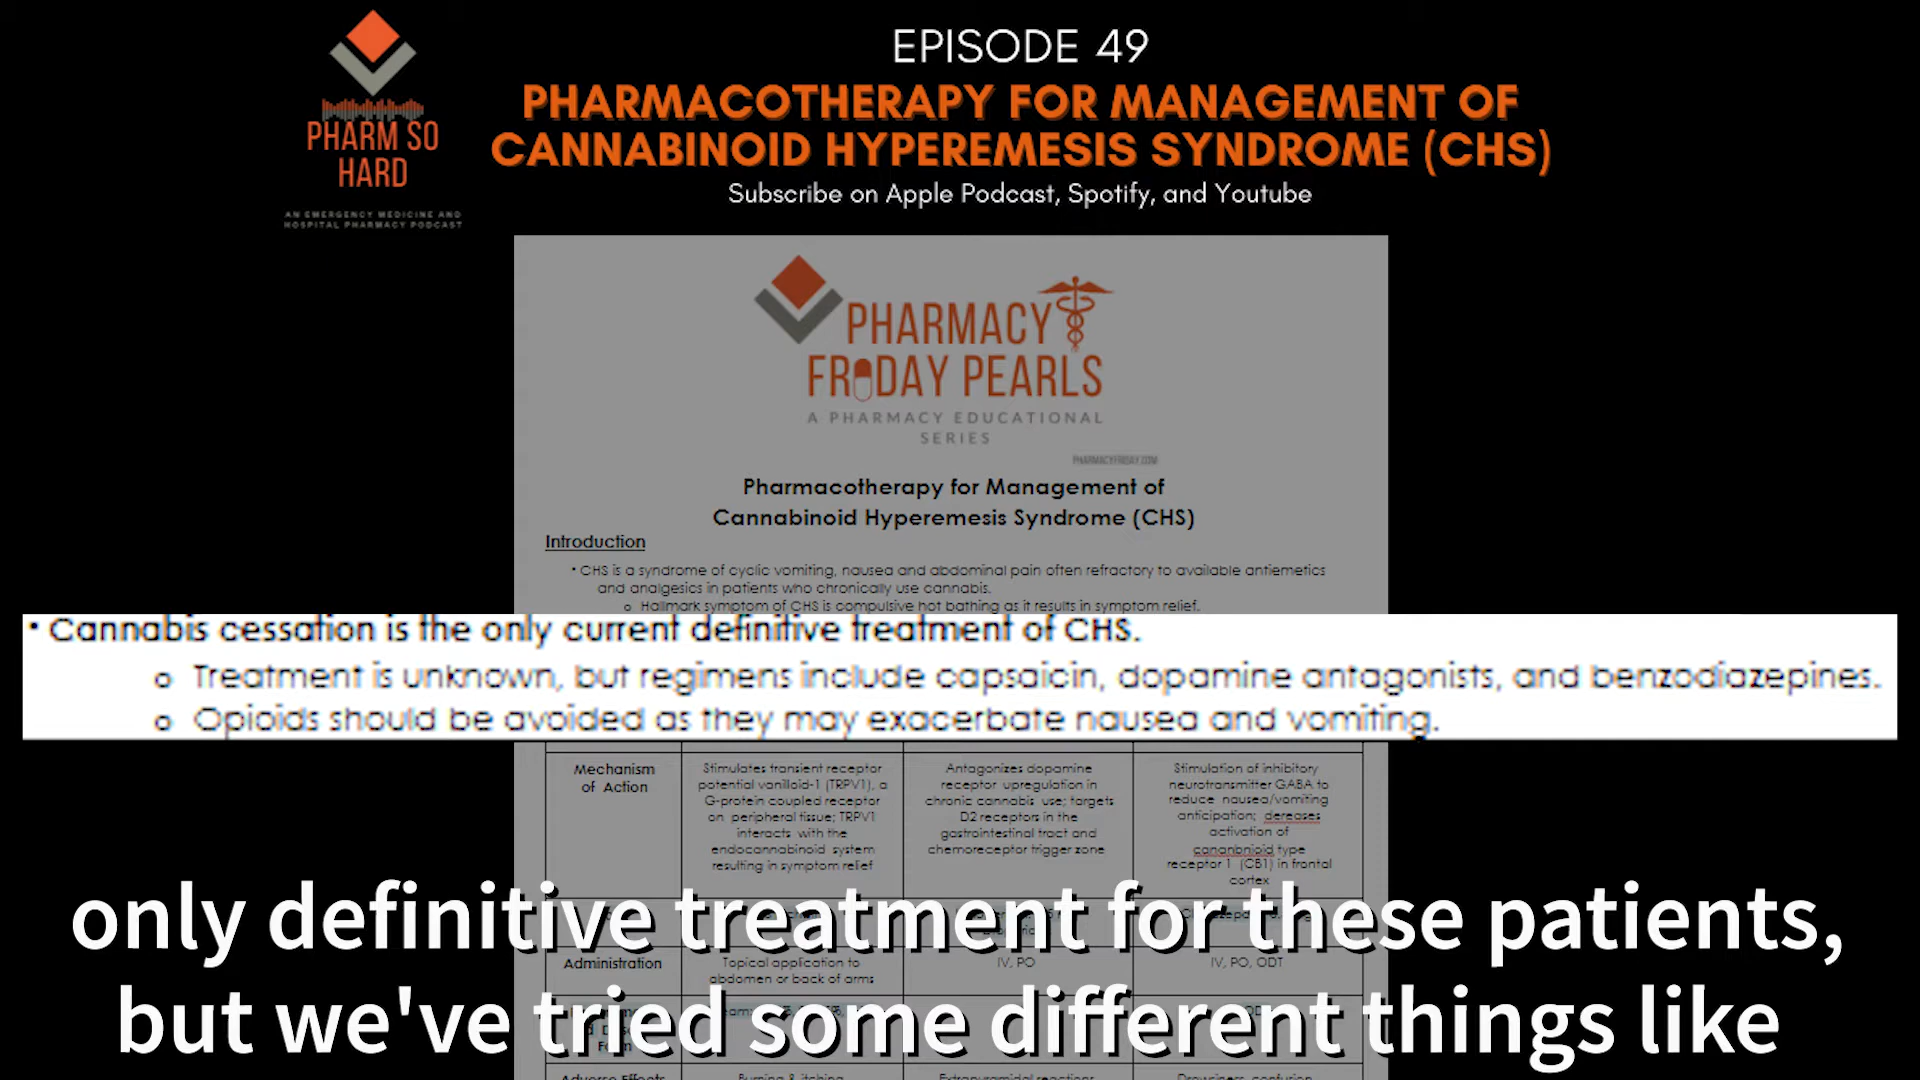 EPISODE 49
PHARMACOTHERAPY FOR MANAGEMENT OF
CANNABINOID HYPEREMESIS SYNDROME (CHS)
Subscribe on Apple Podcast, Spotify, and Youtube
PHARM SO
HARD
AN EMERGENCY MEDICINE AND
HOSPITAL PHARMACY PODCAST
PHARMACY
FRIDAY PEARLS
A PHARMACY EDUCATIONAL
SERIES
PHARMACYFRIDAY.COM
Pharmacotherapy for Management of
Cannabinoid Hyperemesis Syndrome (CHS)
Introduction
• CHS is a syndrome of cyclic vomiting, nausea and abdominal pain often refractory to available antiemetics
and analgesics in patients who chronically use cannabis.
o Hallmark symptom of CHS is compulsive hot bathing as it results in symptom relief.
• Cannabis cessation is the only current definitive treatment of CHS.
o Treatment is unknown, but regimens include capsaicin, dopamine antagonists, and benzodiazepines.
o Opioids should be avoided as they may exacerbate nausea and vomiting.
Mechanism
of Action
Stimulates transient receptor
potential vanilloid-1 (TRPV1), a
G-protein coupled receptor
on peripheral tissue; TRPV1
interacts with the
endocannabinoid system
resulting in symptom relief
Antagonizes dopamine
receptor upregulation in
chronic cannabis use; targets
D2 receptors in the
gastrointestinal tract and
chemoreceptor trigger zone
Stimulation of inhibitory
neurotransmitter GABA to
reduce nausea/vomiting
anticipation; dereases
activation of
cananbnioid type
receptor 1 (CB1) in frontal
cortex
Administration
Topical application to
abdomen or back of arms
IV, PO
IV, PO, ODT
Adverse Effects
Burning & itching
Extrapyramidal reactions
Drowsiness, confusion
only definitive treatment for these patients,
but we've tried some different things like